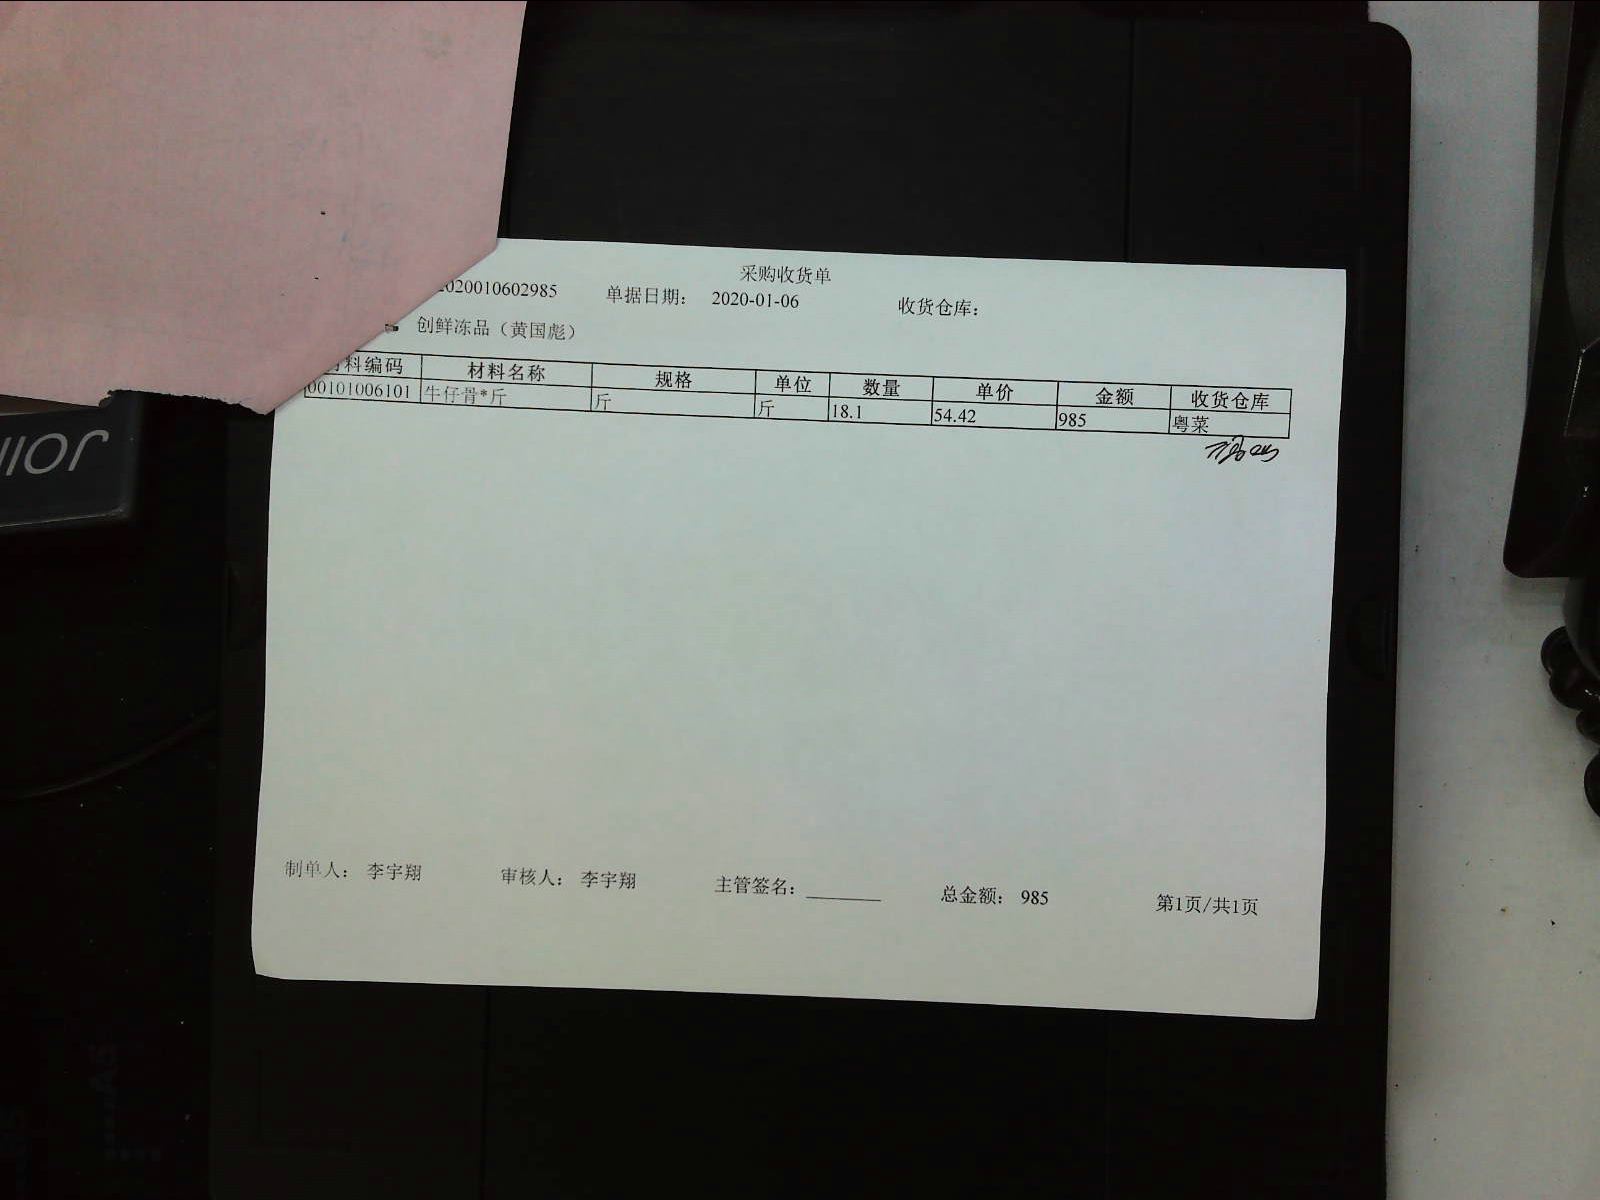 采购收货单
2020010602985 单据日期： 2020-01-06 收货仓库：
创鲜冻品（黄国彪）
料编码 材料名称 规格 单位 数量 单价 金额 收货仓库
00101006101 牛仔骨*斤 斤 斤 18.1 54.42 985 粤菜
制单人： 李宇翔 审核人： 李宇翔 主管签名： 总金额： 985 第1页/共1页